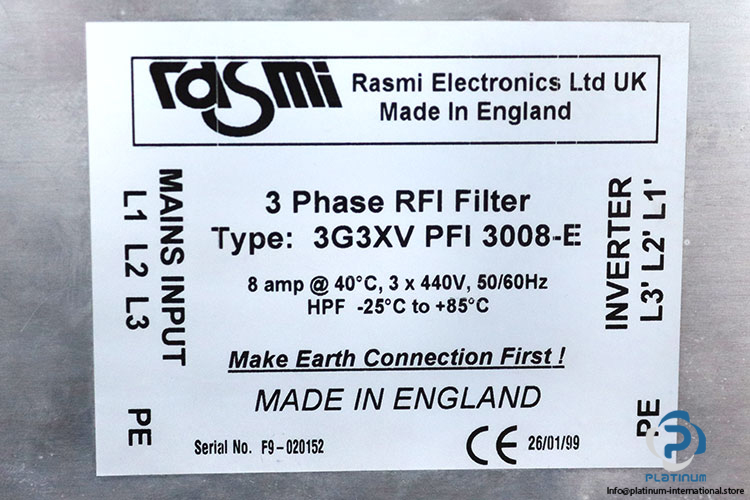 rasmi
Rasmi Electronics Ltd UK
Made In England
MAINS INPUT
L1 L2 L3
PE
3 Phase RFI Filter
Type: 3G3XV PFI 3008-E
8 amp @ 40°C, 3 x 440V, 50/60Hz
HPF -25°C to +85°C
Make Earth Connection First !
MADE IN ENGLAND
Serial No. F9-020152
CE 26/01/99
INVERTER
L3' L2' L1'
PE
PLATINUM
Info@platinum-international.store